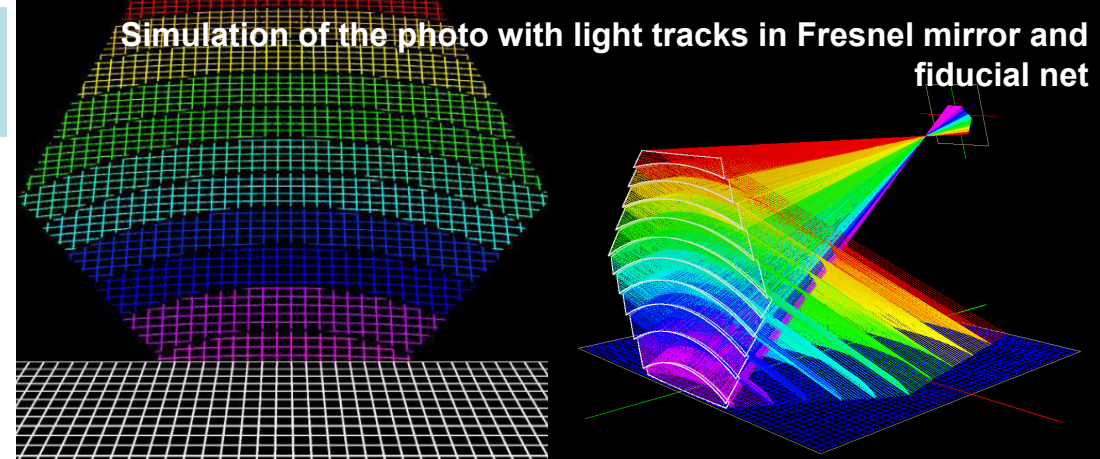 Simulation of the photo with light tracks in Fresnel mirror and
fiducial net